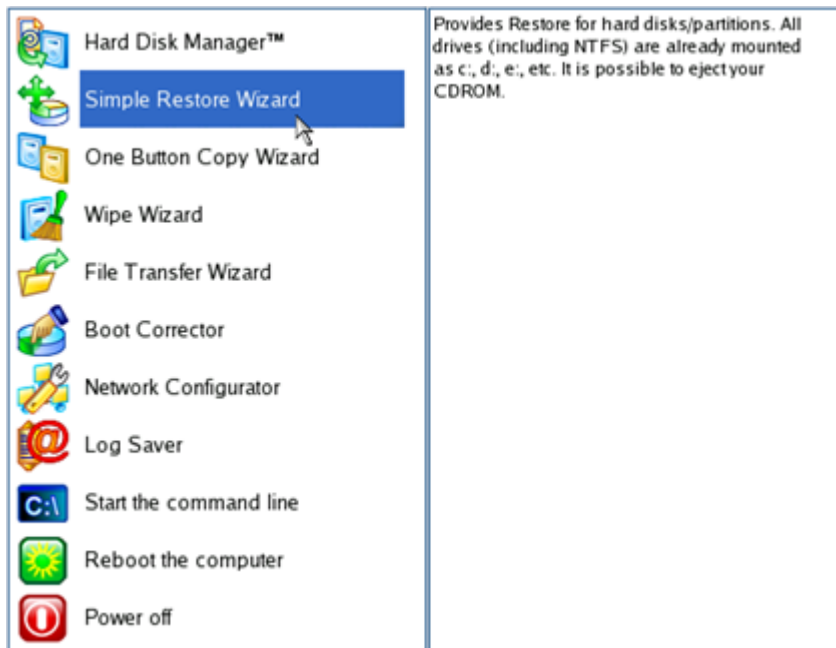 Hard Disk Manager™
Simple Restore Wizard
One Button Copy Wizard
Wipe Wizard
File Transfer Wizard
Boot Corrector
Network Configurator
Log Saver
C:\
Start the command line
Reboot the computer
Power off
Provides Restore for hard disks/partitions. All
drives (including NTFS) are already mounted
as c:, d:, e:, etc. It is possible to eject your
CDROM.